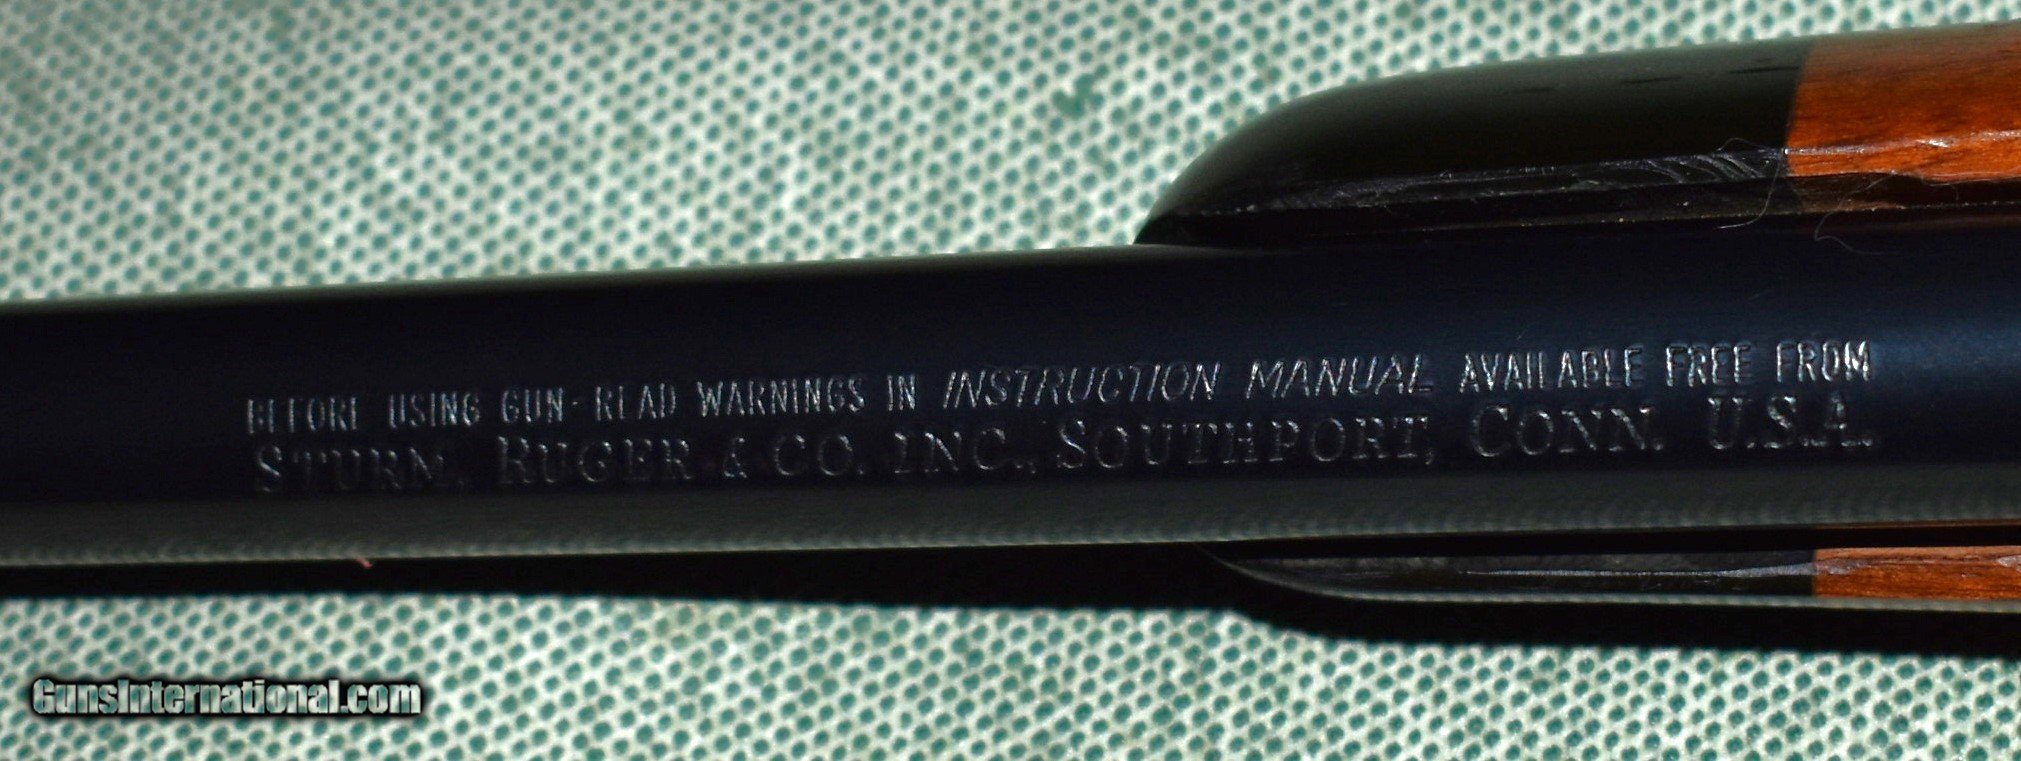 BEFORE USING GUN-READ WARNINGS IN INSTRUCTION MANUAL AVAILABLE FREE FROM
STURM, RUGER & CO. INC., SOUTHPORT, CONN. U.S.A.
GunsInternational.com